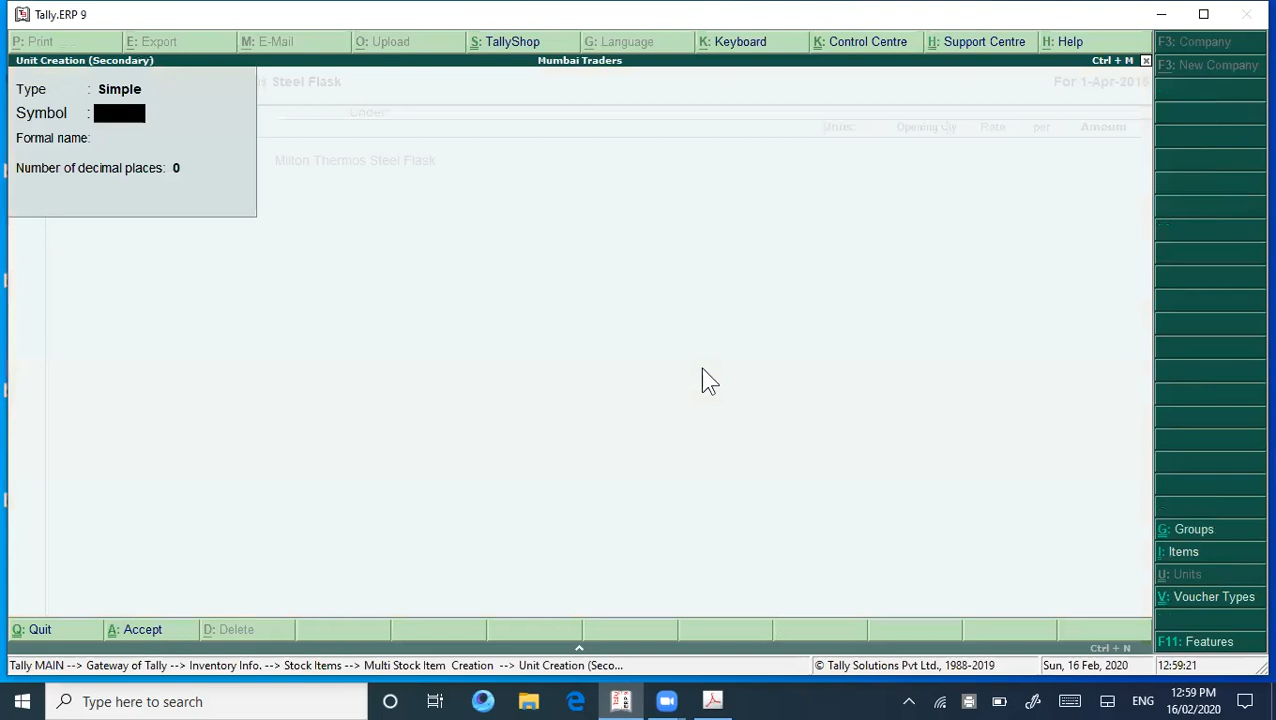 Tally.ERP 9
P: Print E: Export M: E-Mail O: Upload S: TallyShop G: Language K: Keyboard K: Control Centre H: Support Centre H: Help
F3: Company
F3: New Company
Unit Creation (Secondary) Mumbai Traders Ctrl + M
s Steel Flask For 1-Apr-2019
Under:
Units: Opening qty Rate per Amount
Milton Thermos Steel Flask
Type : Simple
Symbol :
Formal name:
Number of decimal places: 0
G: Groups
I: Items
U: Units
V: Voucher Types
F11: Features
Q: Quit A: Accept D: Delete
Ctrl + N
Tally MAIN --> Gateway of Tally --> Inventory Info. --> Stock Items --> Multi Stock Item Creation --> Unit Creation (Seco... © Tally Solutions Pvt Ltd., 1988-2019 Sun, 16 Feb, 2020 12:59:21
Type here to search
ENG
12:59 PM
16/02/2020